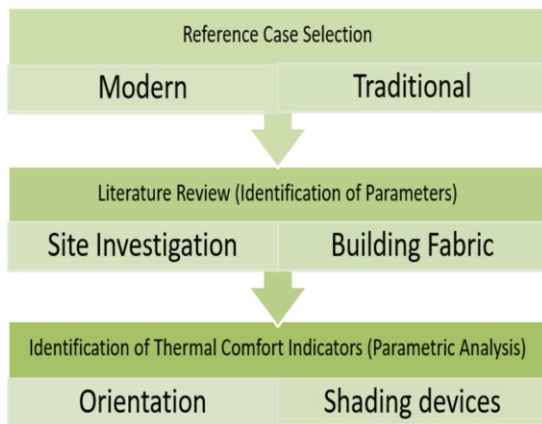 Reference Case Selection
Modern
Traditional
Literature Review (Identification of Parameters)
Site Investigation
Building Fabric
Identification of Thermal Comfort Indicators (Parametric Analysis)
Orientation
Shading devices